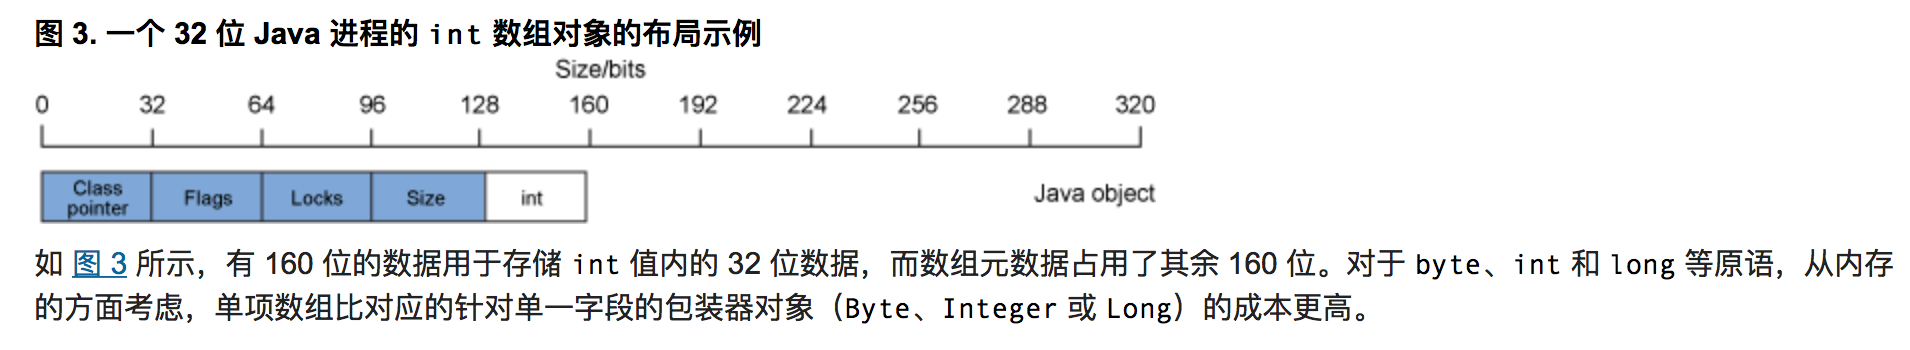 图 3. 一个 32 位 Java 进程的 int 数组对象的布局示例
Size/bits
0 32 64 96 128 160 192 224 256 288 320
Class pointer Flags Locks Size int Java object
如 图 3 所示，有 160 位的数据用于存储 int 值内的 32 位数据，而数组元数据占用了其余 160 位。对于 byte、int 和 long 等原语，从内存
的方面考虑，单项数组比对应的针对单一字段的包装器对象（Byte、Integer 或 Long）的成本更高。